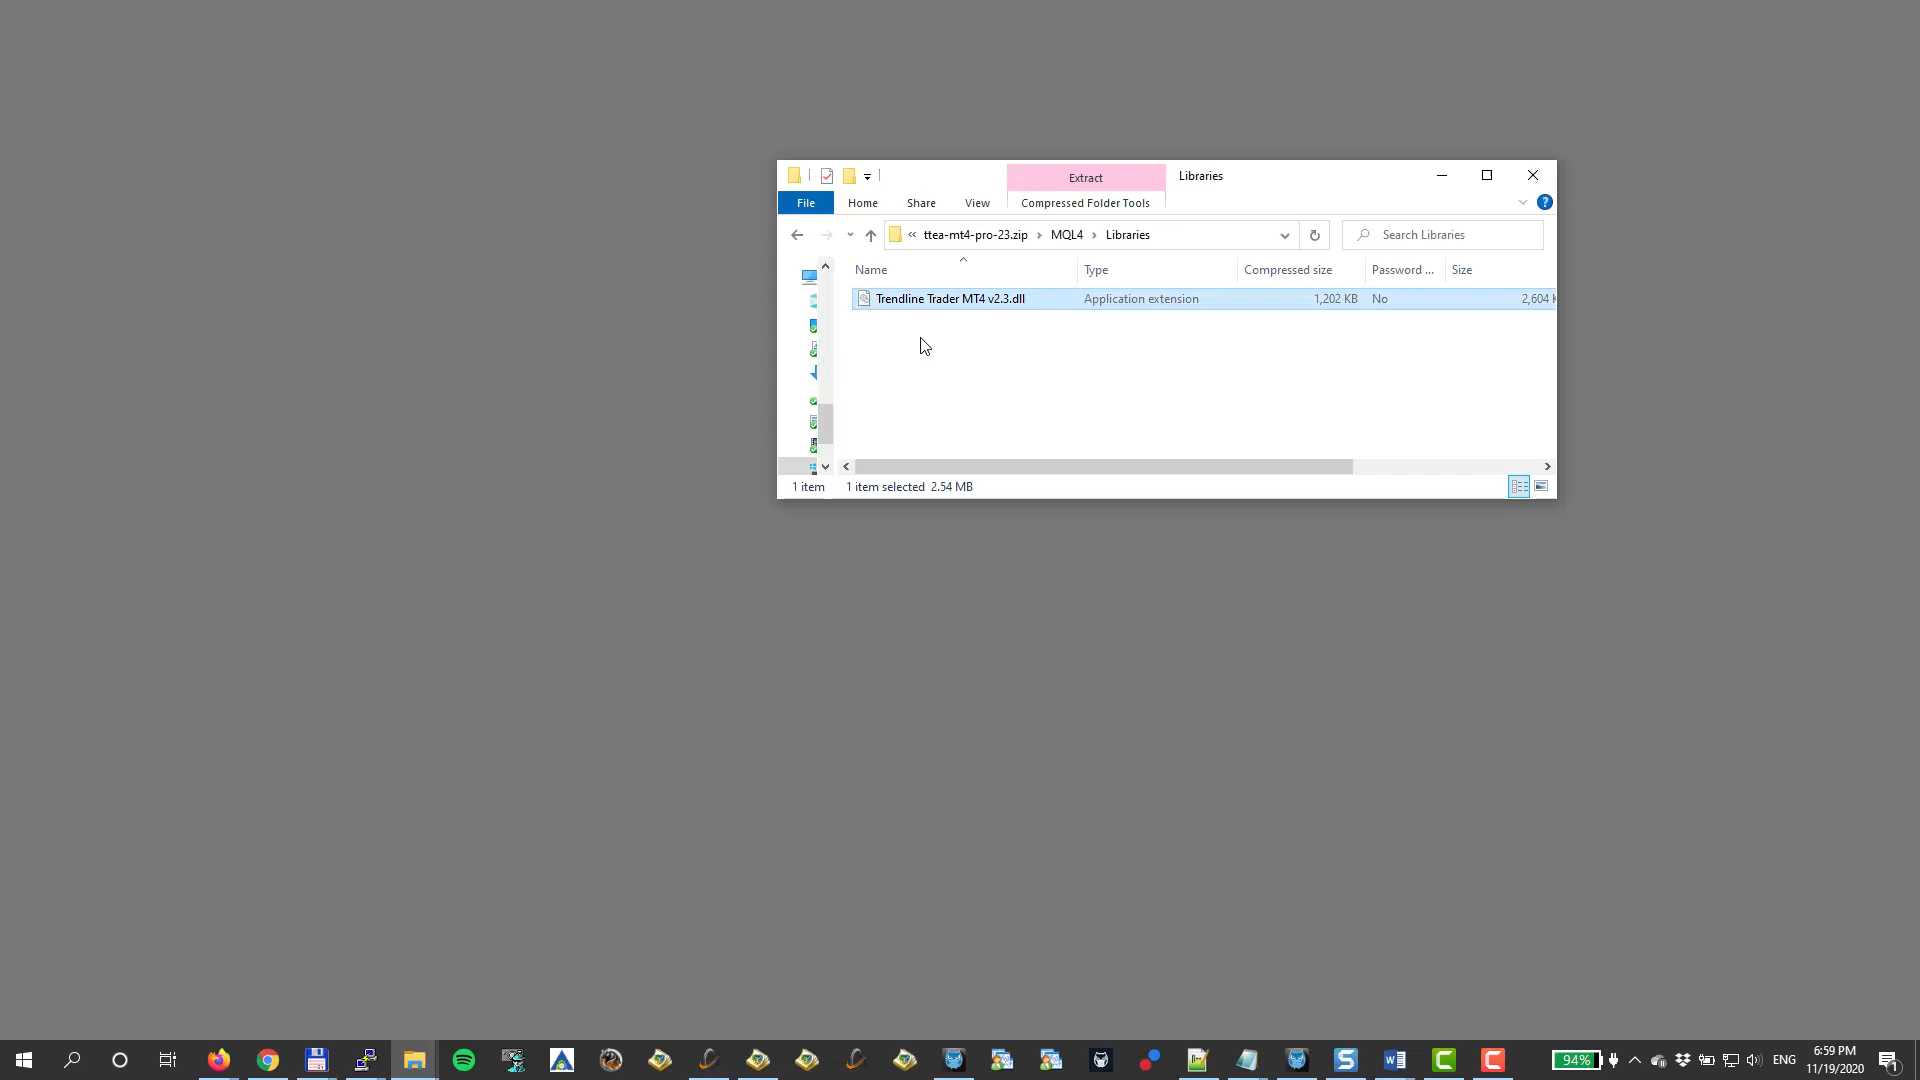 Extract
Libraries
File
Home
Share
View
Compressed Folder Tools
« ttea-mt4-pro-23.zip › MQL4 › Libraries
Search Libraries
Name
Type
Compressed size
Password ...
Size
Trendline Trader MT4 v2.3.dll
Application extension
1,202 KB
No
2,604 K
1 item
1 item selected 2.54 MB
94%
ENG
6:59 PM
11/19/2020
1